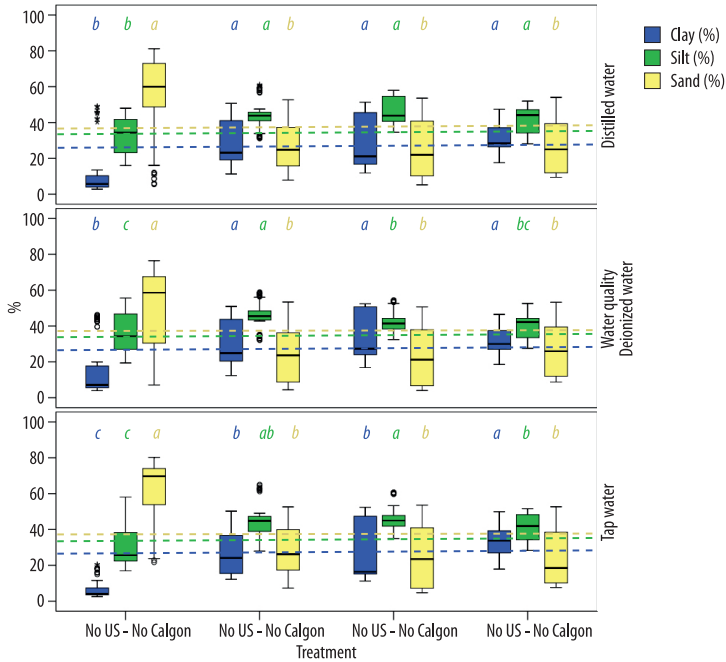 b b a a a b a a b a a b
Clay (%)
Silt (%)
Sand (%)
100
80
60
40
20
0
Distilled water
b c a a a b a b b a bc b
100
80
60
40
20
0
%
Water quality
Deionized water
c c a b ab b b a b a b b
100
80
60
40
20
0
Tap water
No US – No Calgon No US – No Calgon No US – No Calgon No US – No Calgon
Treatment